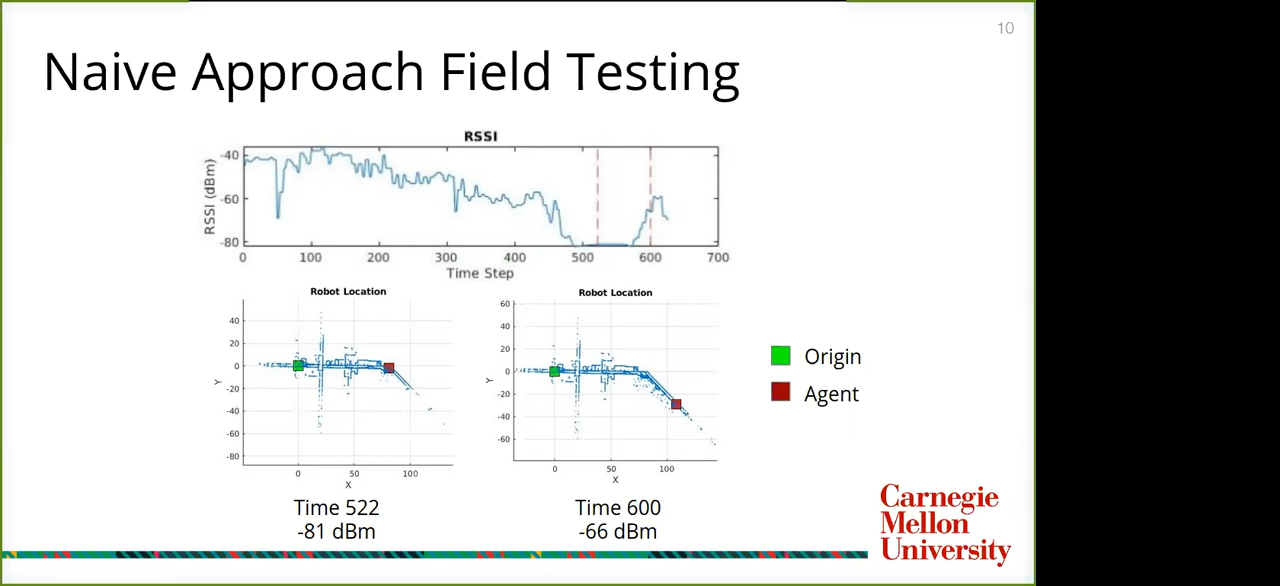 10
Naive Approach Field Testing
RSSI
RSSI (dBm)
-40
-60
-80
0 100 200 300 400 500 600 700
Time Step
Robot Location
Y
40
20
0
-20
-40
-60
-80
0 50 100
X
Time 522
-81 dBm
Robot Location
Y
60
40
20
0
-20
-40
-60
0 50 100
X
Time 600
-66 dBm
Origin
Agent
Carnegie
Mellon
University